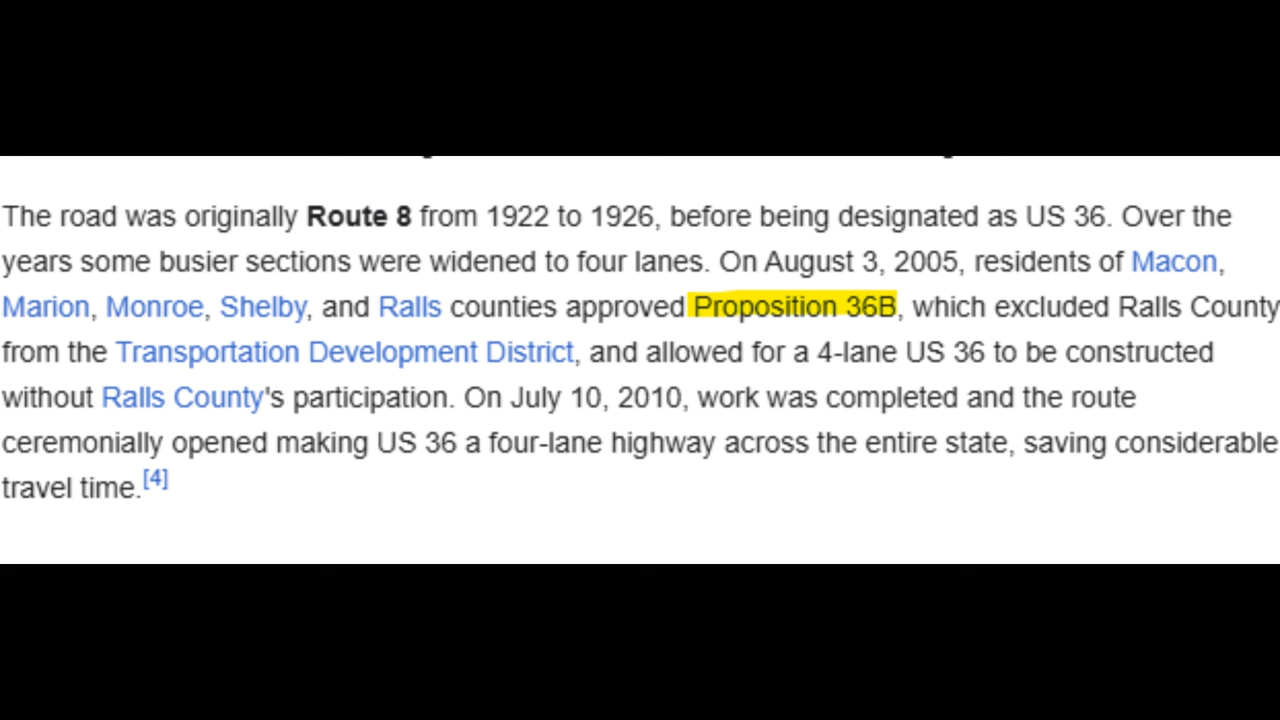 The road was originally Route 8 from 1922 to 1926, before being designated as US 36. Over the
years some busier sections were widened to four lanes. On August 3, 2005, residents of Macon,
Marion, Monroe, Shelby, and Ralls counties approved Proposition 36B, which excluded Ralls County
from the Transportation Development District, and allowed for a 4-lane US 36 to be constructed
without Ralls County's participation. On July 10, 2010, work was completed and the route
ceremonially opened making US 36 a four-lane highway across the entire state, saving considerable
travel time.[4]